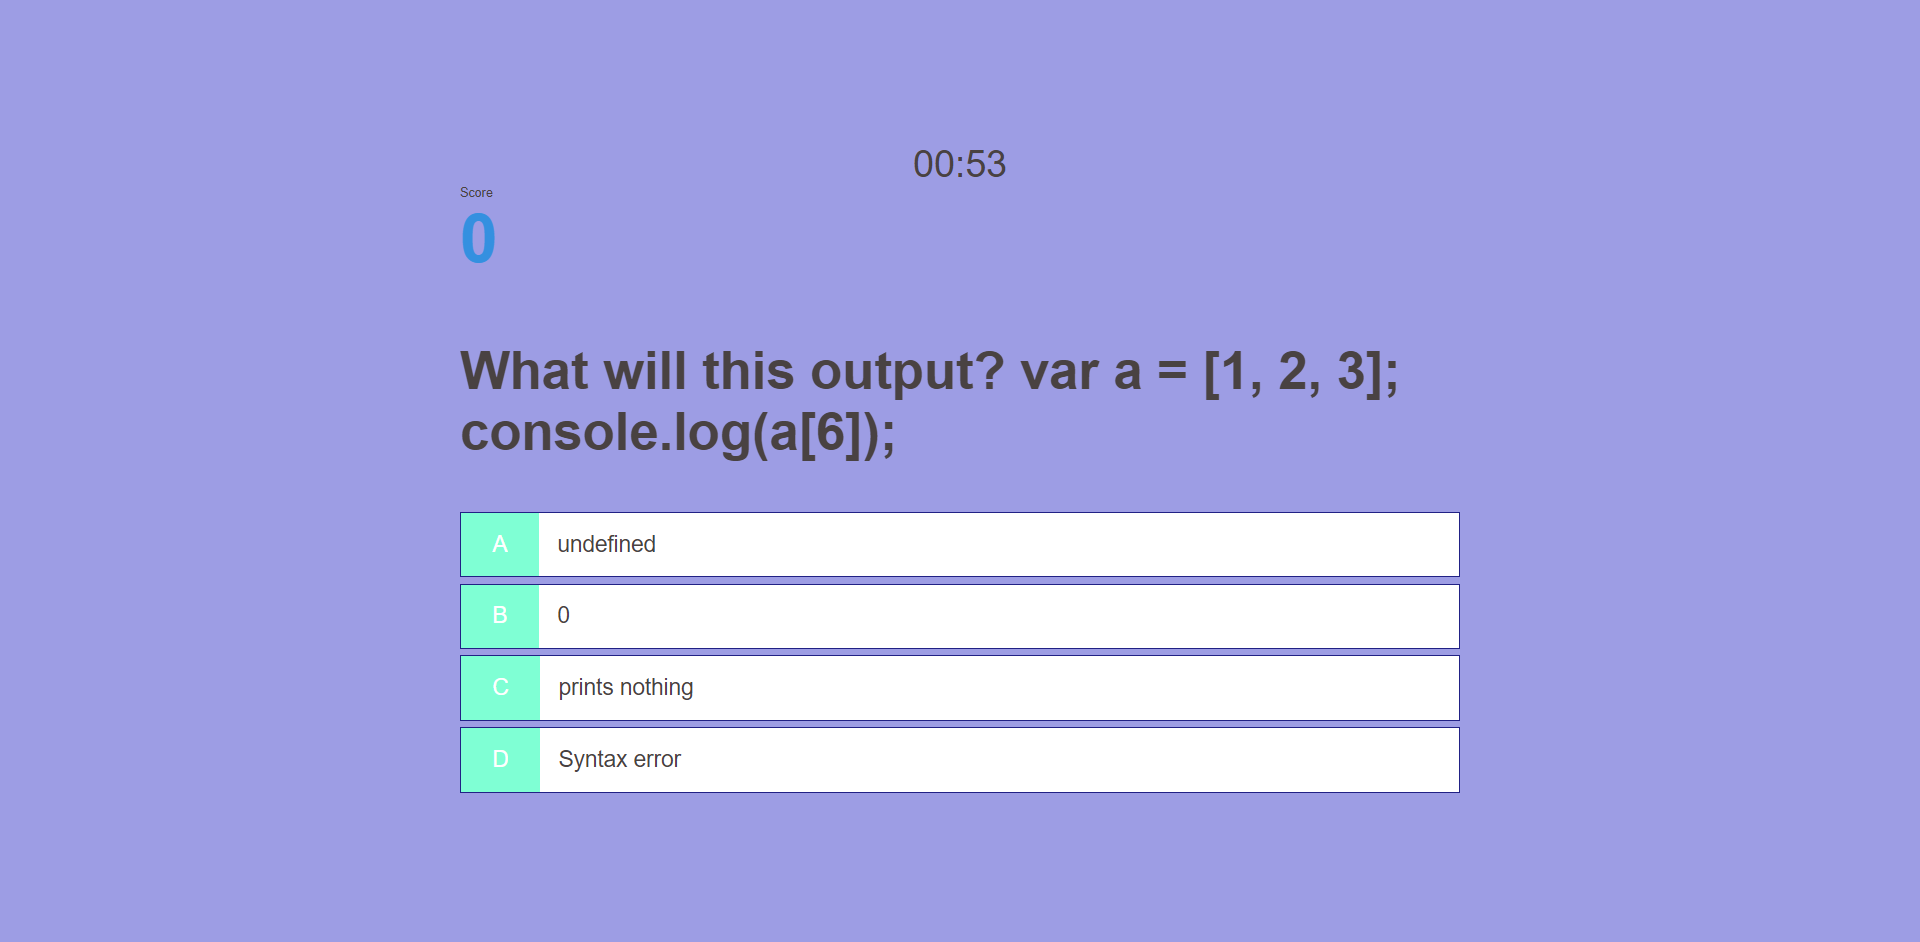 00:53
Score
0
What will this output? var a = [1, 2, 3];
console.log(a[6]);
A undefined
B 0
C prints nothing
D Syntax error